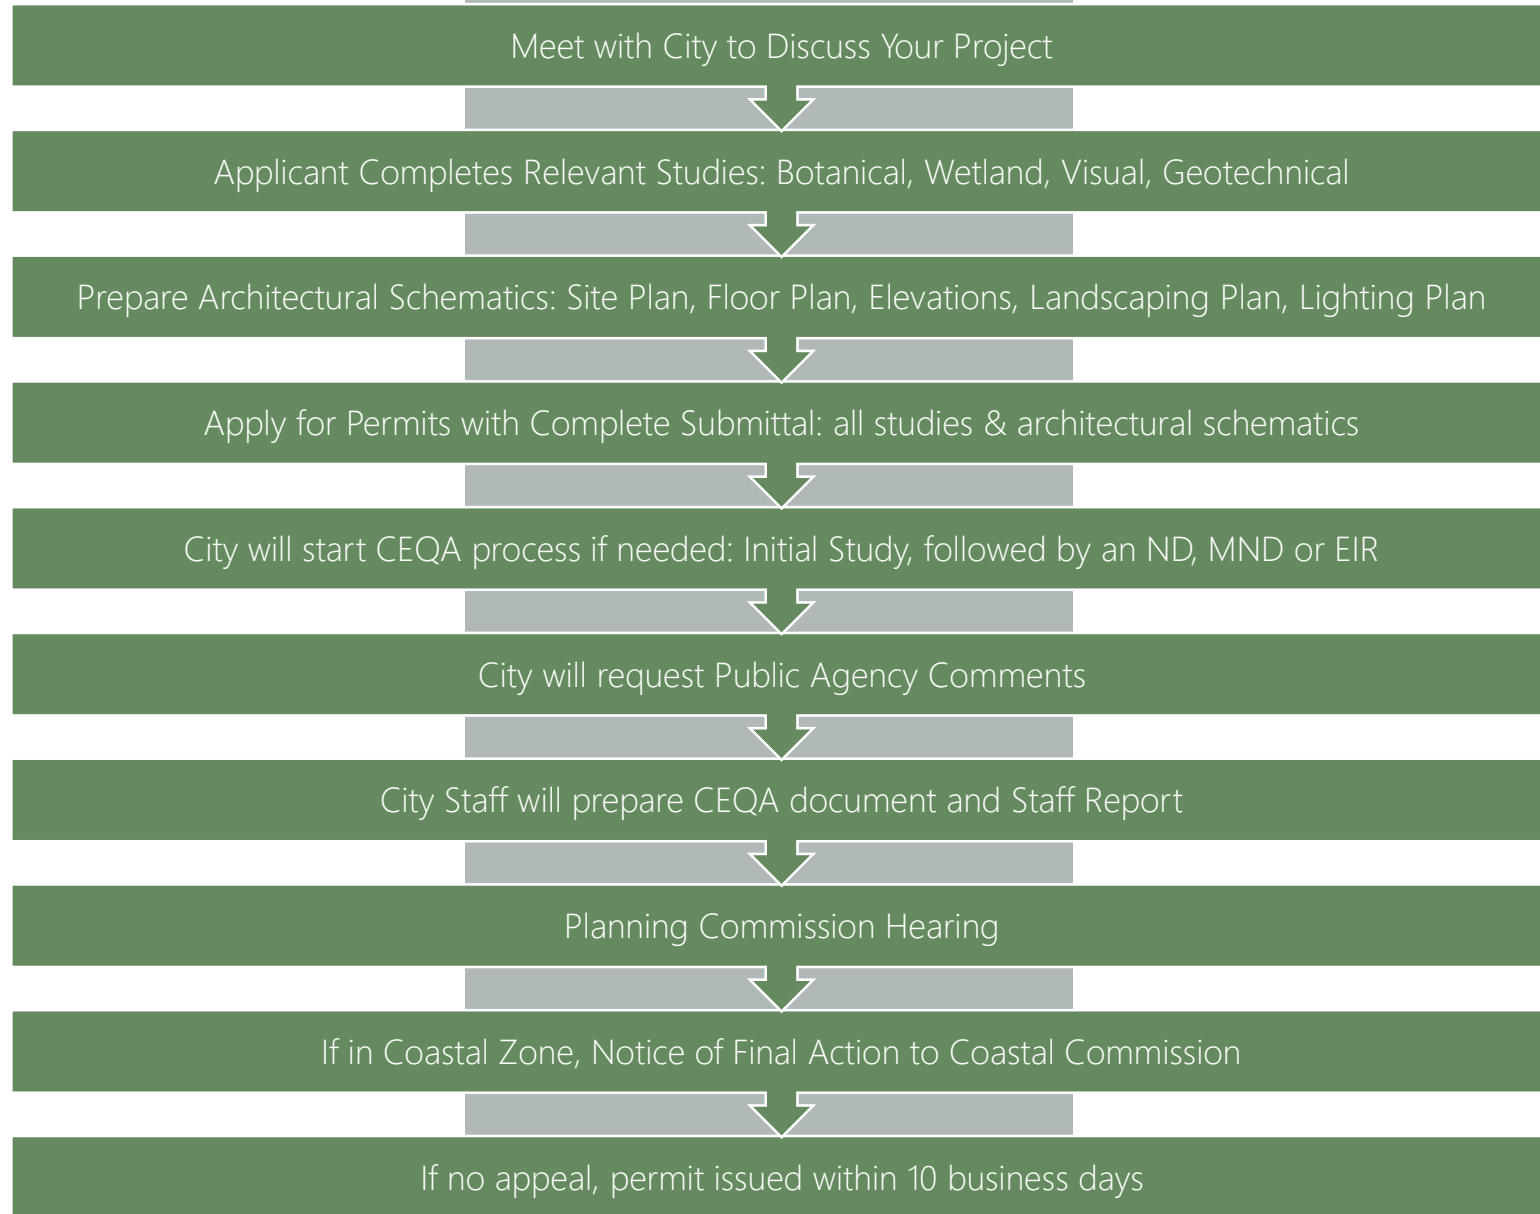 Meet with City to Discuss Your Project
Applicant Completes Relevant Studies: Botanical, Wetland, Visual, Geotechnical
Prepare Architectural Schematics: Site Plan, Floor Plan, Elevations, Landscaping Plan, Lighting Plan
Apply for Permits with Complete Submittal: all studies & architectural schematics
City will start CEQA process if needed: Initial Study, followed by an ND, MND or EIR
City will request Public Agency Comments
City Staff will prepare CEQA document and Staff Report
Planning Commission Hearing
If in Coastal Zone, Notice of Final Action to Coastal Commission
If no appeal, permit issued within 10 business days